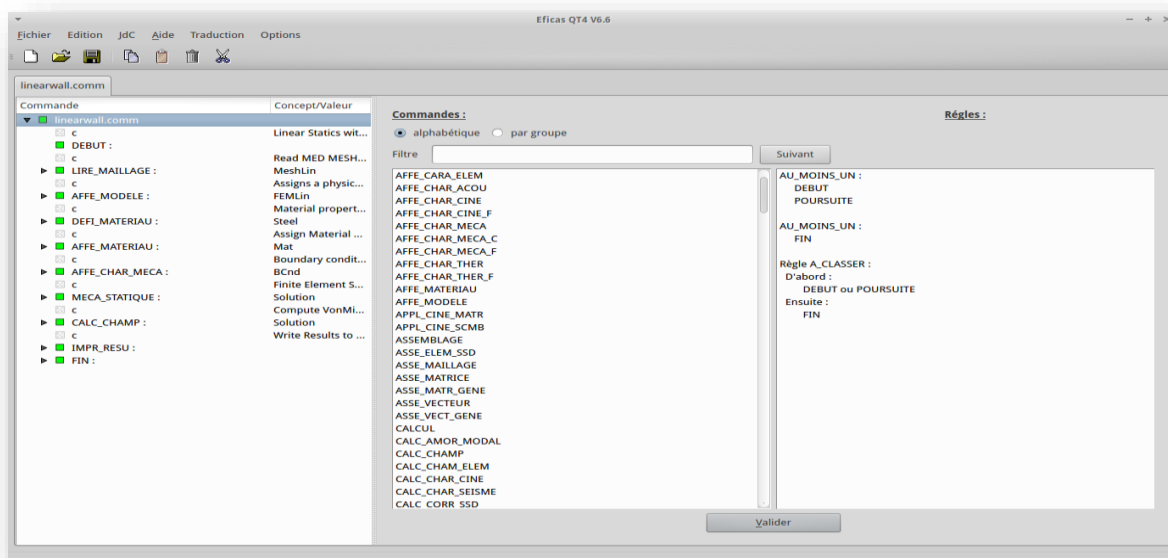 Eficas QT4 V6.6
Fichier Edition JdC Aide Traduction Options
linearwall.comm
Commande Concept/Valeur
linearwall.comm
c Linear Statics wit...
DEBUT :
c Read MED MESH...
LIRE_MAILLAGE : MeshLin
c Assigns a physic...
AFFE_MODELE : FEMLin
c Material propert...
DEFI_MATERIAU : Steel
c Assign Material ...
AFFE_MATERIAU : Mat
c Boundary condit...
AFFE_CHAR_MECA : BCnd
c Finite Element S...
MECA_STATIQUE : Solution
c Compute VonMi...
CALC_CHAMP : Solution
c Write Results to ...
IMPR_RESU :
FIN :
Commandes :
alphabétique par groupe
Filtre Suivant
AFFE_CARA_ELEM
AFFE_CHAR_ACOU
AFFE_CHAR_CINE
AFFE_CHAR_CINE_F
AFFE_CHAR_MECA
AFFE_CHAR_MECA_C
AFFE_CHAR_MECA_F
AFFE_CHAR_THER
AFFE_CHAR_THER_F
AFFE_MATERIAU
AFFE_MODELE
APPL_CINE_MATR
APPL_CINE_SCMB
ASSEMBLAGE
ASSE_ELEM_SSD
ASSE_MAILLAGE
ASSE_MATRICE
ASSE_MATR_GENE
ASSE_VECTEUR
ASSE_VECT_GENE
CALCUL
CALC_AMOR_MODAL
CALC_CHAMP
CALC_CHAM_ELEM
CALC_CHAR_CINE
CALC_CHAR_SEISME
CALC_CORR_SSD
Régles :
AU_MOINS_UN :
DEBUT
POURSUITE
AU_MOINS_UN :
FIN
Règle A_CLASSER :
D'abord :
DEBUT ou POURSUITE
Ensuite :
FIN
Valider